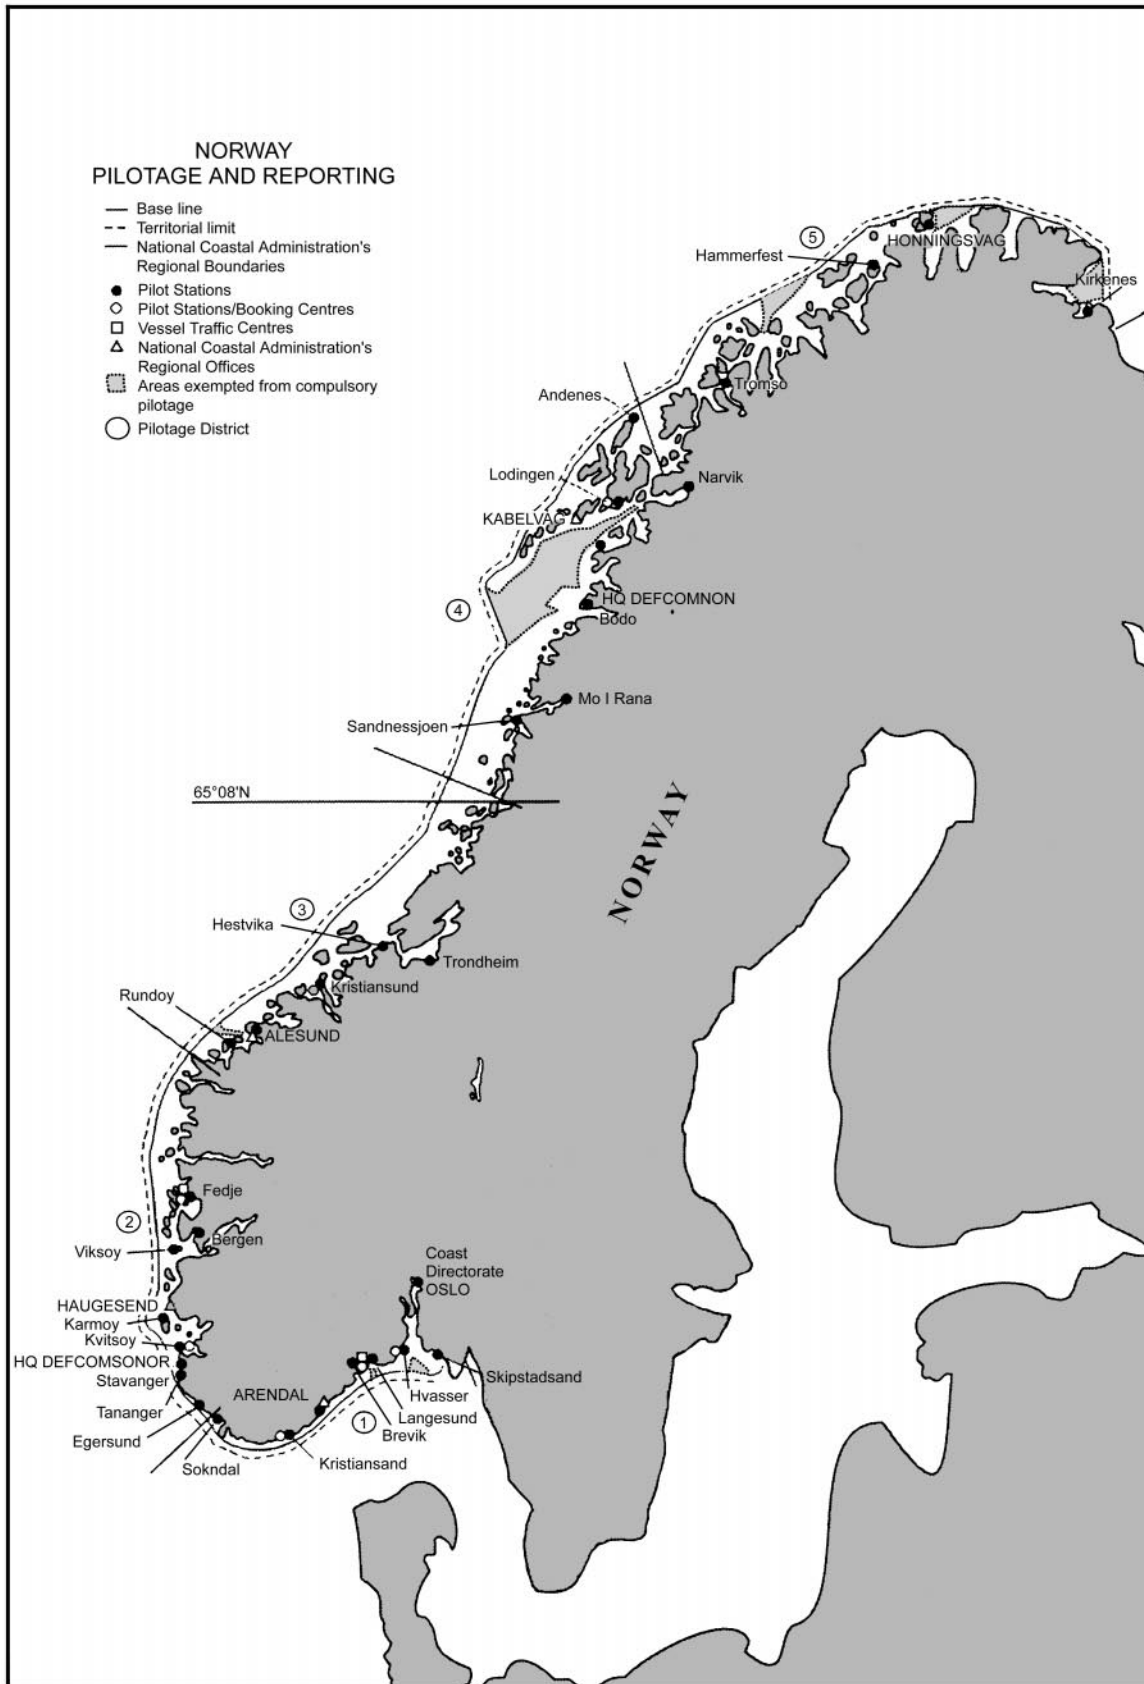 NORWAY
PILOTAGE AND REPORTING
Base line
Territorial limit
National Coastal Administration's
Regional Boundaries
Pilot Stations
Pilot Stations/Booking Centres
Vessel Traffic Centres
National Coastal Administration's
Regional Offices
Areas exempted from compulsory
pilotage
Pilotage District
5
HONNINGSVAG
Hammerfest
Kirkenes
Tromso
Andenes
Narvik
Lodingen
KABELVAG
4
HQ DEFCOMNON
Bodo
Mo I Rana
Sandnessjoen
65°08'N
NORWAY
3
Hestvika
Trondheim
Kristiansund
Rundoy
ALESUND
Fedje
2
Bergen
Viksoy
Coast
Directorate
OSLO
HAUGESEND
Karmoy
Kvitsoy
HQ DEFCOMSONOR
Stavanger
Skipstadsand
Hvasser
ARENDAL
Tananger
Langesund
1
Brevik
Egersund
Sokndal
Kristiansand